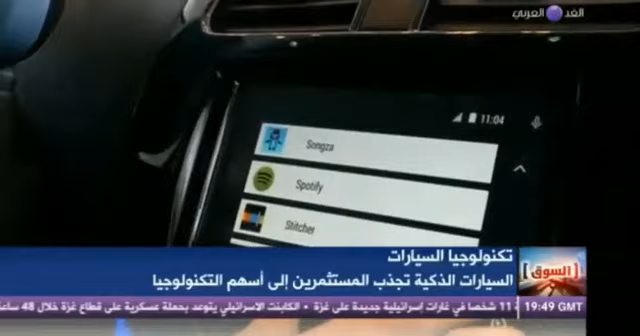 الغد العربي
11:04
Songza
Spotify
Stitcher
تكنولوجيا السيارات
السيارات الذكية تجذب المستثمرين إلى أسهم التكنولوجيا
[السوق]
11 شخصا في غارات إسرائيلية جديدة على غزة • الكابنت الاسرائيلي يتوعد بحملة عسكرية على قطاع غزة خلال 48 ساعة
19:49 GMT